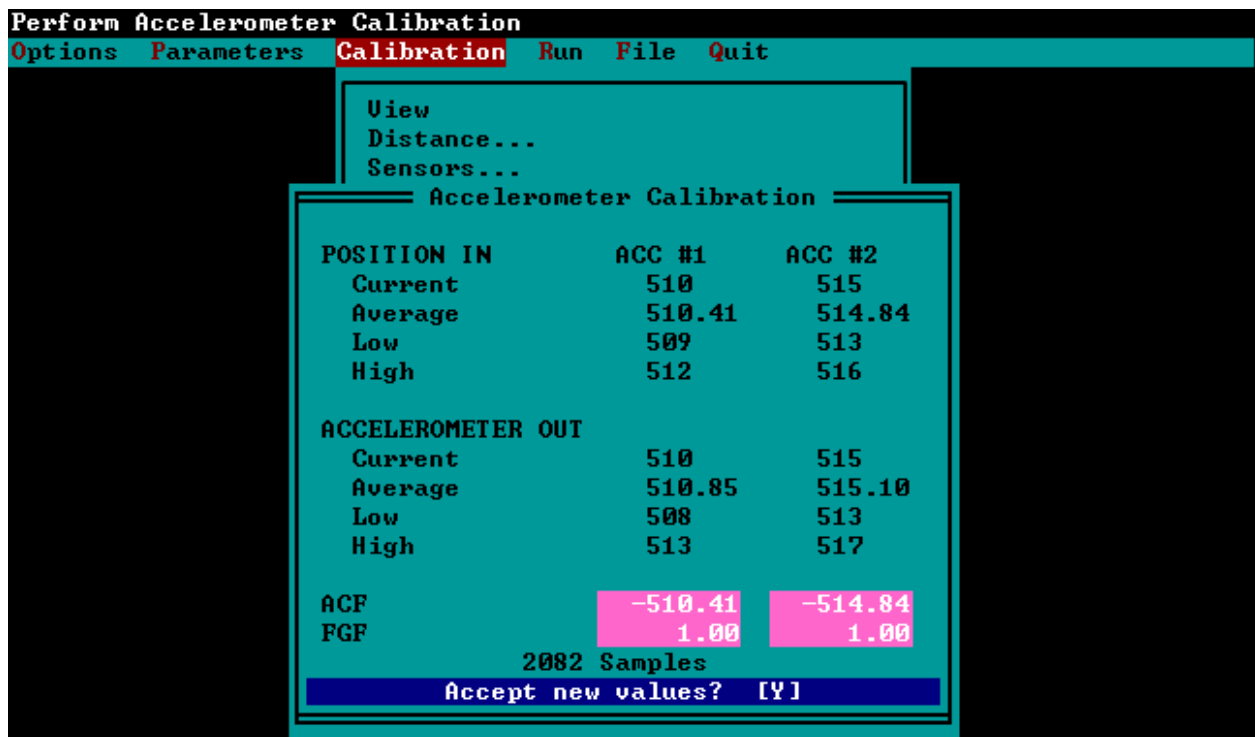 Perform Accelerometer Calibration
Options Parameters Calibration Run File Quit
View
Distance...
Sensors...
Accelerometer Calibration
POSITION IN ACC #1 ACC #2
Current 510 515
Average 510.41 514.84
Low 509 513
High 512 516
ACCELEROMETER OUT
Current 510 515
Average 510.85 515.10
Low 508 513
High 513 517
ACF -510.41 -514.84
FGF 1.00 1.00
2082 Samples
Accept new values? [Y]